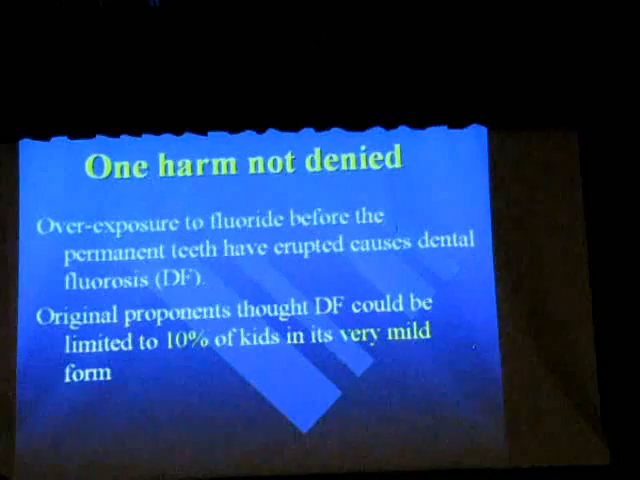 One harm not denied
Over-exposure to fluoride before the
permanent teeth have erupted causes dental
fluorosis (DF).
Original proponents thought DF could be
limited to 10% of kids in its very mild
form